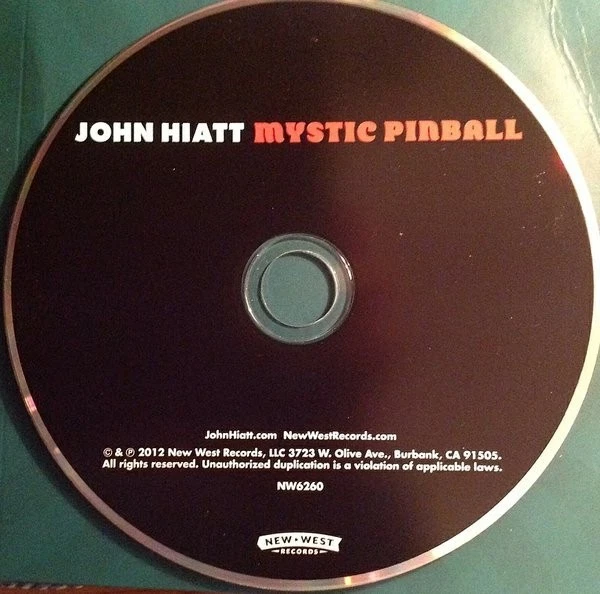 JOHN HIATT MYSTIC PINBALL
JohnHiatt.com NewWestRecords.com
© & ℗ 2012 New West Records, LLC 3723 W. Olive Ave., Burbank, CA 91505.
All rights reserved. Unauthorized duplication is a violation of applicable laws.
NW6260
NEW • WEST
RECORDS